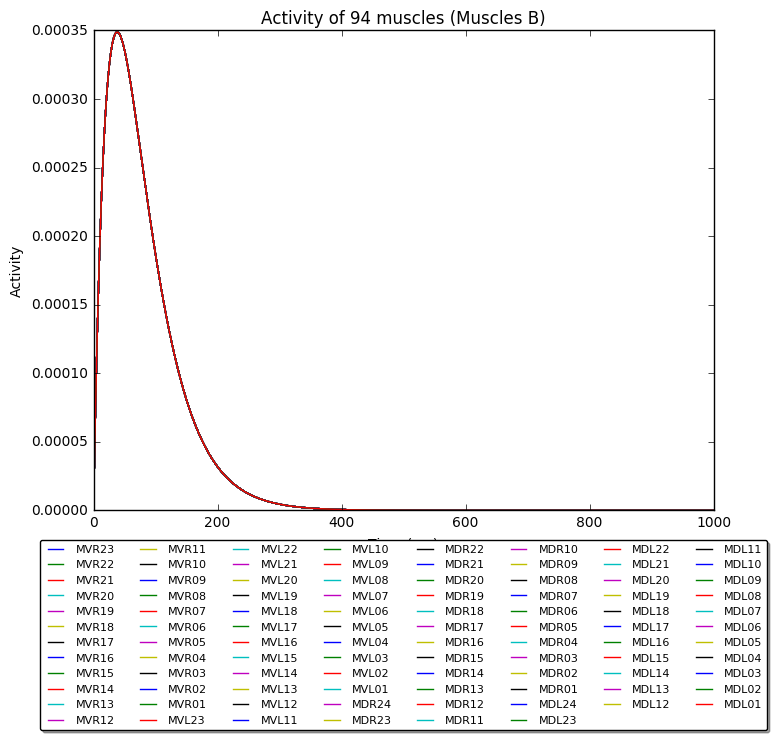 Activity of 94 muscles (Muscles B)
0.00035
0.00030
0.00025
0.00020
0.00015
0.00010
0.00005
0.00000
Activity
0 200 400 600 800 1000
MVR23 MVR11 MVL22 MVL10 MDR22 MDR10 MDL22 MDL11
MVR22 MVR10 MVL21 MVL09 MDR21 MDR09 MDL21 MDL10
MVR21 MVR09 MVL20 MVL08 MDR20 MDR08 MDL20 MDL09
MVR20 MVR08 MVL19 MVL07 MDR19 MDR07 MDL19 MDL08
MVR19 MVR07 MVL18 MVL06 MDR18 MDR06 MDL18 MDL07
MVR18 MVR06 MVL17 MVL05 MDR17 MDR05 MDL17 MDL06
MVR17 MVR05 MVL16 MVL04 MDR16 MDR04 MDL16 MDL05
MVR16 MVR04 MVL15 MVL03 MDR15 MDR03 MDL15 MDL04
MVR15 MVR03 MVL14 MVL02 MDR14 MDR02 MDL14 MDL03
MVR14 MVR02 MVL13 MVL01 MDR13 MDR01 MDL13 MDL02
MVR13 MVR01 MVL12 MDR24 MDR12 MDL24 MDL12 MDL01
MVR12 MVL23 MVL11 MDR23 MDR11 MDL23